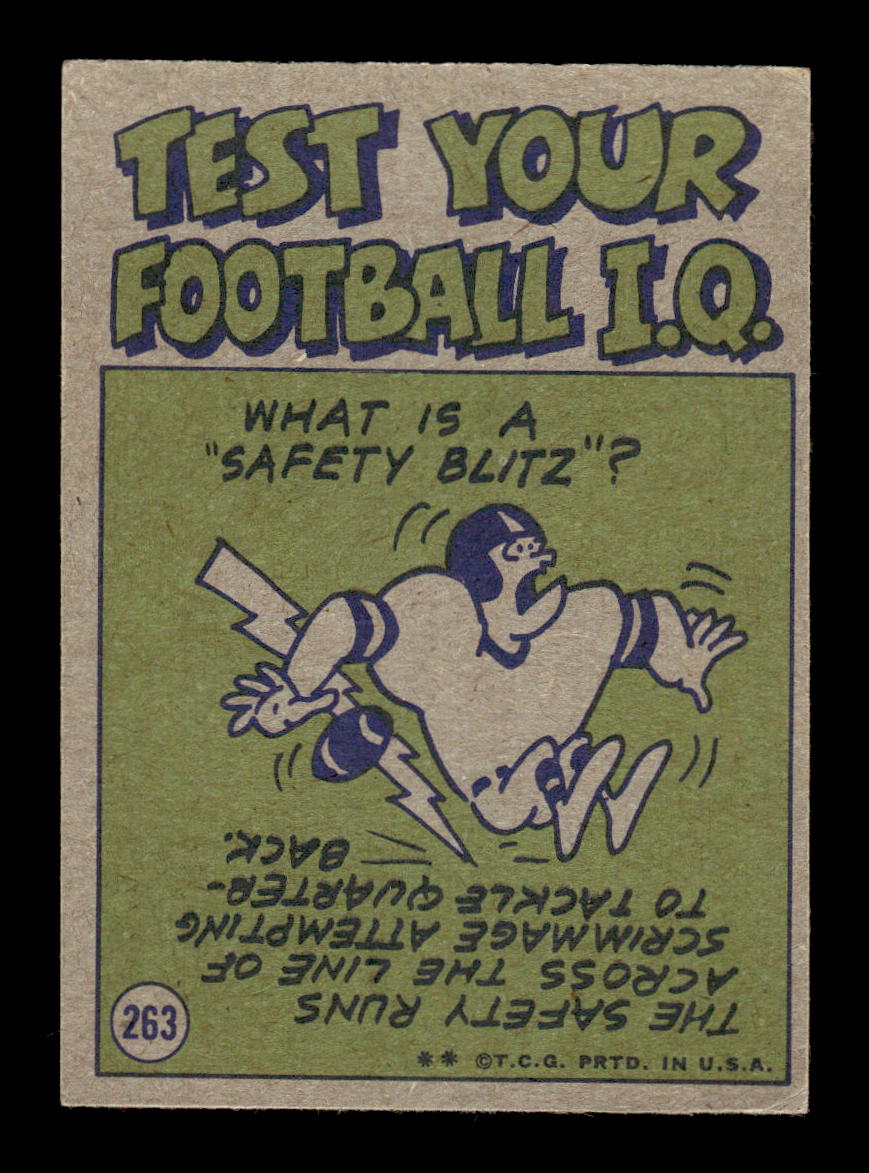 TEST YOUR
FOOTBALL I.Q.
WHAT IS A
"SAFETY BLITZ"?
THE SAFETY RUNS
ACROSS THE LINE OF
SCRIMMAGE ATTEMPTING
TO TACKLE QUARTER-
BACK.
263
** ©T.C.G. PRTD. IN U.S.A.